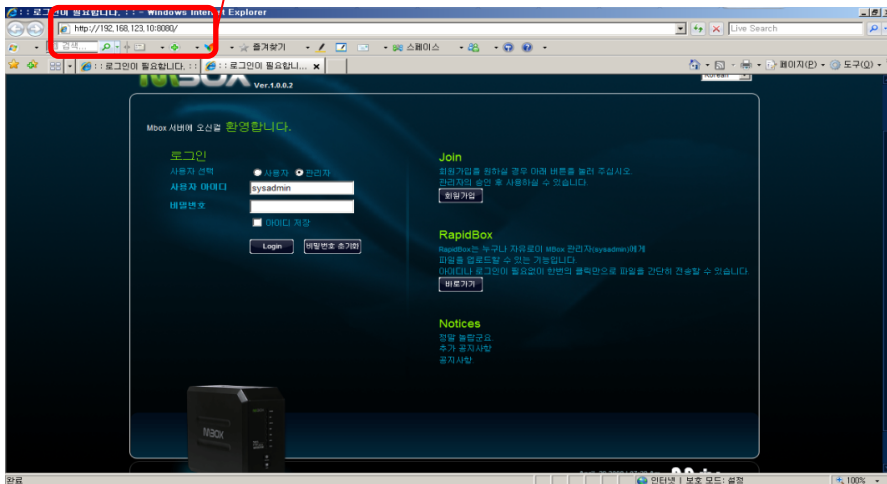 : : 로그인이 필요합니다. : : - Windows Internet Explorer
http://192.168.123.10:8080/
Live Search
검색...
즐겨찾기
스페이스
: : 로그인이 필요합니다. : :
: : 로그인이 필요합니...
페이지(P)
도구(O)
MBOX Ver.1.0.0.2
Korean
Mbox 서버에 오신걸 환영합니다.
로그인
사용자 선택
사용자
관리자
사용자 아이디
sysadmin
비밀번호
아이디 저장
Login
비밀번호 초기화
Join
회원가입을 원하실 경우 아래 버튼을 눌러 주십시오.
관리자의 승인 후 사용하실 수 있습니다.
회원가입
RapidBox
RapidBox는 누구나 자유로이 MBox 관리자(sysadmin)에게
파일을 업로드할 수 있는 기능입니다.
아이디나 로그인이 필요없이 한번의 클릭만으로 파일을 간단히 전송할 수 있습니다.
바로가기
Notices
정말 놀랍군요.
추가 공지사항
공지사항.
MBOX
완료
인터넷 | 보호 모드: 설정
100%